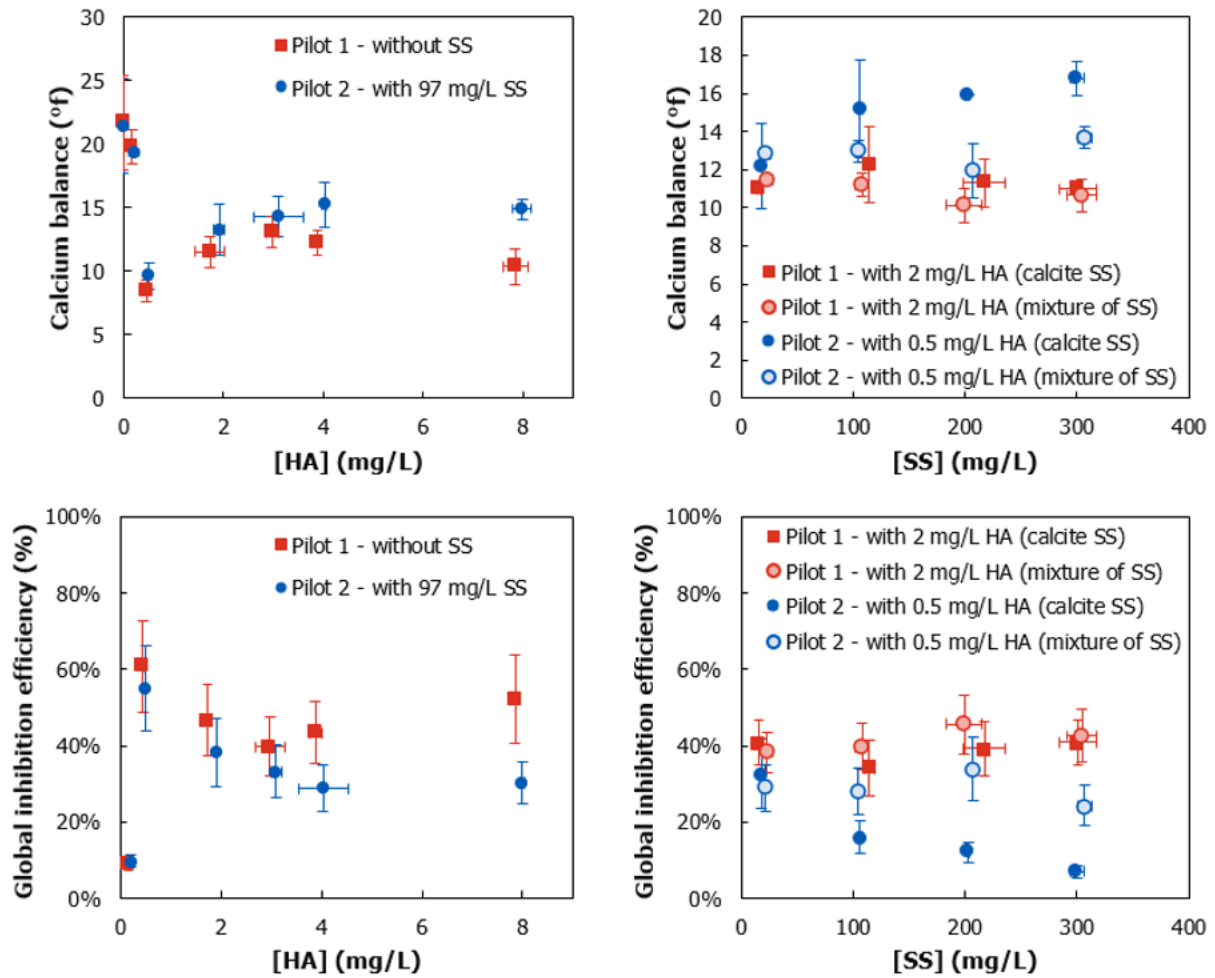 30
25
20
15
10
5
0
Calcium balance (°f)
Pilot 1 - without SS
Pilot 2 - with 97 mg/L SS
0 2 4 6 8
[HA] (mg/L)
20
18
16
14
12
10
8
6
4
2
0
Calcium balance (°f)
Pilot 1 - with 2 mg/L HA (calcite SS)
Pilot 1 - with 2 mg/L HA (mixture of SS)
Pilot 2 - with 0.5 mg/L HA (calcite SS)
Pilot 2 - with 0.5 mg/L HA (mixture of SS)
0 100 200 300 400
[SS] (mg/L)
100%
80%
60%
40%
20%
0%
Global inhibition efficiency (%)
Pilot 1 - without SS
Pilot 2 - with 97 mg/L SS
0 2 4 6 8
[HA] (mg/L)
100%
80%
60%
40%
20%
0%
Global inhibition efficiency (%)
Pilot 1 - with 2 mg/L HA (calcite SS)
Pilot 1 - with 2 mg/L HA (mixture of SS)
Pilot 2 - with 0.5 mg/L HA (calcite SS)
Pilot 2 - with 0.5 mg/L HA (mixture of SS)
0 100 200 300 400
[SS] (mg/L)